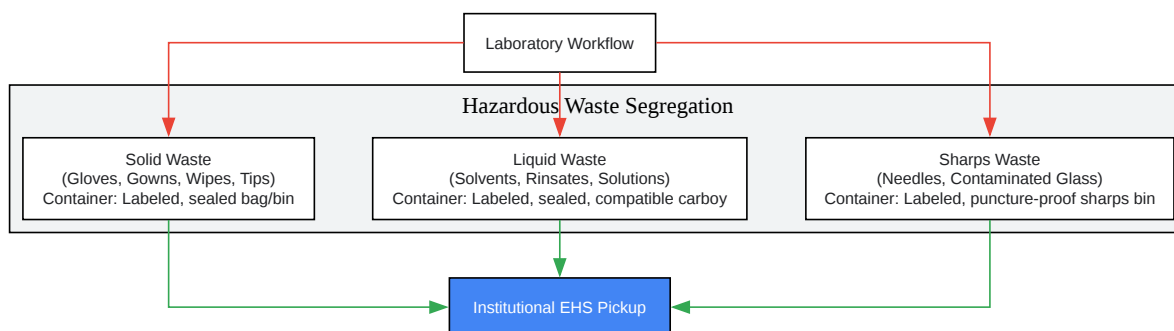 Laboratory Workflow
Hazardous Waste Segregation
Solid Waste
(Gloves, Gowns, Wipes, Tips)
Container: Labeled, sealed bag/bin
Liquid Waste
(Solvents, Rinsates, Solutions)
Container: Labeled, sealed, compatible carboy
Sharps Waste
(Needles, Contaminated Glass)
Container: Labeled, puncture-proof sharps bin
Institutional EHS Pickup